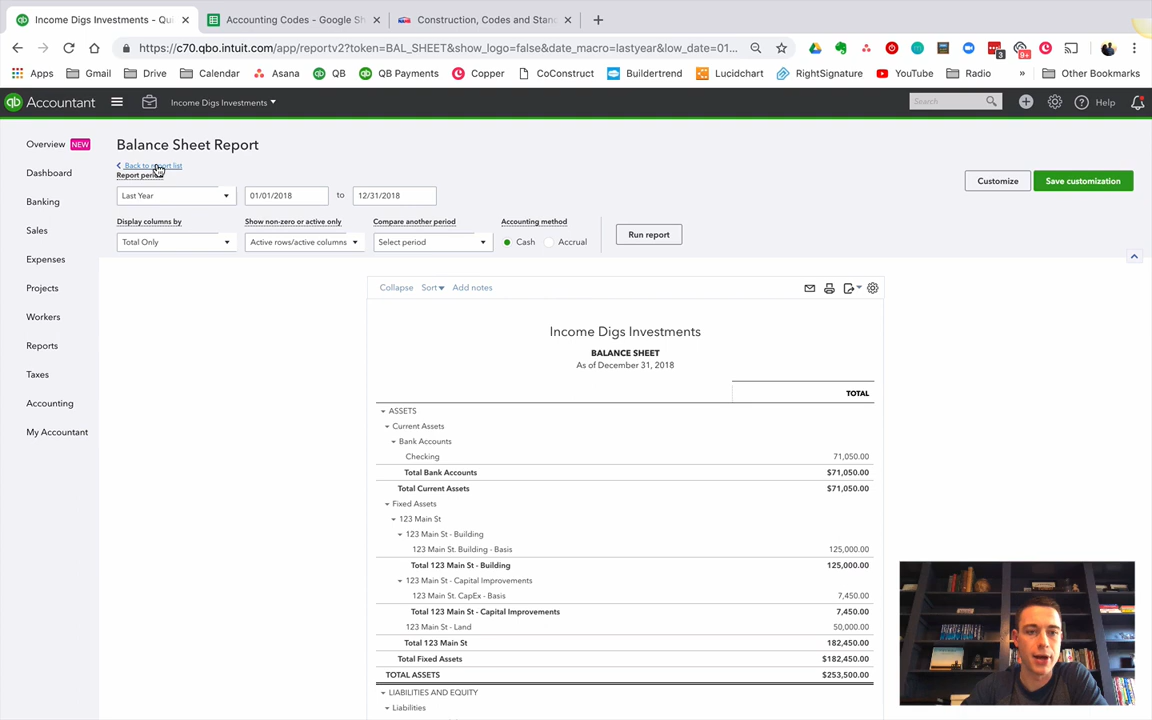 Income Digs Investments - Qui
Accounting Codes - Google Sh
Construction, Codes and Stanc
https://c70.qbo.intuit.com/app/reportv2?token=BAL_SHEET&show_logo=false&date_macro=lastyear&low_date=01...
3
9+
Apps
Gmail
Drive
Calendar
Asana
QB
QB Payments
Copper
CoConstruct
Buildertrend
Lucidchart
RightSignature
YouTube
Radio
»
Other Bookmarks
qb Accountant
Income Digs Investments
Search
Help
Overview NEW
Dashboard
Banking
Sales
Expenses
Projects
Workers
Reports
Taxes
Accounting
My Accountant
Balance Sheet Report
Back to report list
Report period
Last Year
01/01/2018 to 12/31/2018
Customize
Save customization
Display columns by
Show non-zero or active only
Compare another period
Accounting method
Total Only
Active rows/active columns
Select period
Cash
Accrual
Run report
Collapse
Sort
Add notes
Income Digs Investments
BALANCE SHEET
As of December 31, 2018
TOTAL
ASSETS
Current Assets
Bank Accounts
Checking 71,050.00
Total Bank Accounts $71,050.00
Total Current Assets $71,050.00
Fixed Assets
123 Main St
123 Main St - Building
123 Main St. Building - Basis 125,000.00
Total 123 Main St - Building 125,000.00
123 Main St - Capital Improvements
123 Main St. CapEx - Basis 7,450.00
Total 123 Main St - Capital Improvements 7,450.00
123 Main St - Land 50,000.00
Total 123 Main St 182,450.00
Total Fixed Assets $182,450.00
TOTAL ASSETS $253,500.00
LIABILITIES AND EQUITY
Liabilities